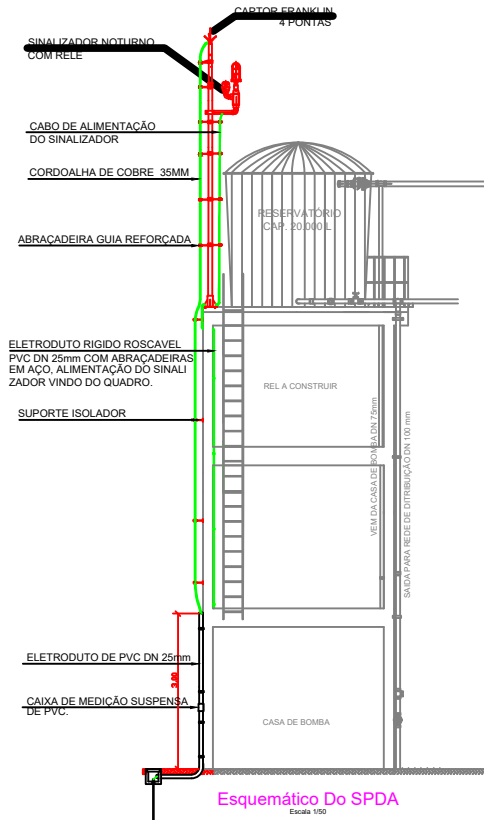 CAPTOR FRANKLIN
4 PONTAS
SINALIZADOR NOTURNO
COM RELE
CABO DE ALIMENTAÇÃO
DO SINALIZADOR
CORDOALHA DE COBRE  35MM
RESERVATÓRIO
CAP. 20.000 L
ABRAÇADEIRA GUIA REFORÇADA
ELETRODUTO RIGIDO ROSCAVEL
PVC DN 25mm COM ABRAÇADEIRAS
EM AÇO, ALIMENTAÇÃO DO SINALI
ZADOR VINDO DO QUADRO.
REL A CONSTRUIR
SUPORTE ISOLADOR
VEM DA CASE DE BOMBA DN 75mm
SAIDA PARA REDE DE DITRIBUIÇÃO DN 100 mm
3.00
ELETRODUTO DE PVC DN 25mm
CAIXA DE MEDIÇÃO SUSPENSA
DE PVC.
CASA DE BOMBA
Esquemático Do SPDA
Escala 1/50